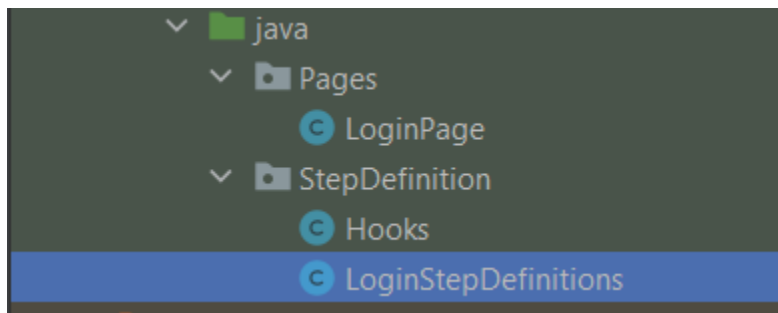 java
Pages
C LoginPage
StepDefinition
C Hooks
C LoginStepDefinitions